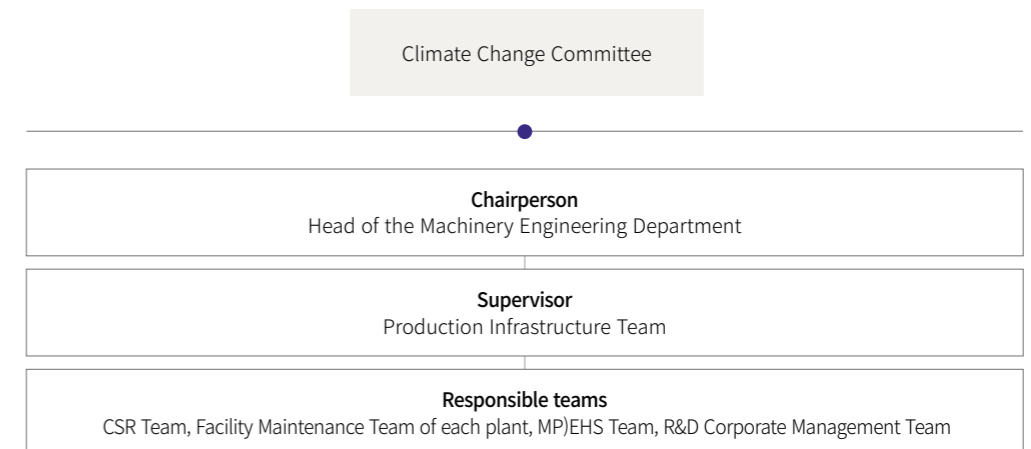 Climate Change Committee
Chairperson
Head of the Machinery Engineering Department
Supervisor
Production Infrastructure Team
Responsible teams
CSR Team, Facility Maintenance Team of each plant, MP)EHS Team, R&D Corporate Management Team